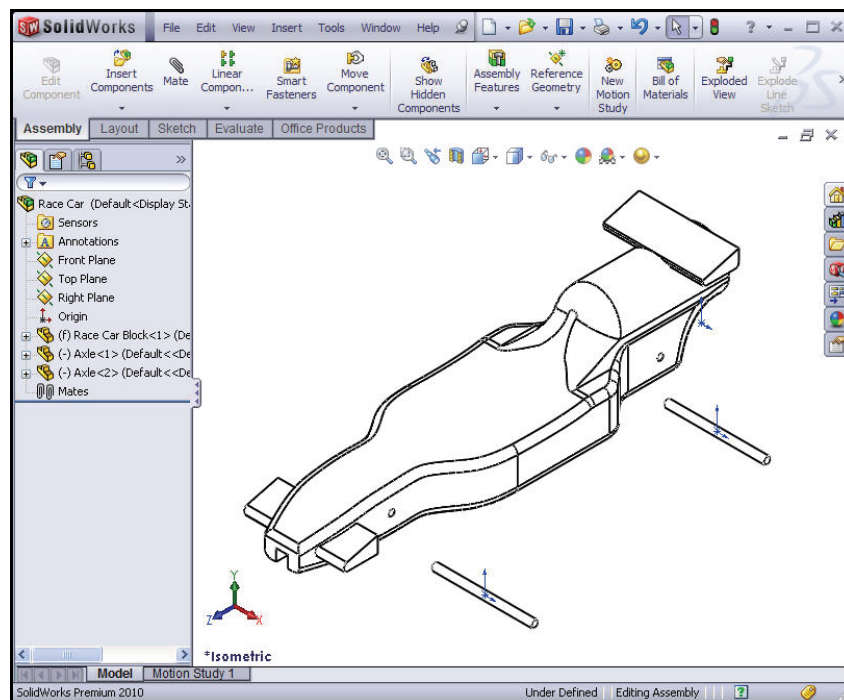 SolidWorks File Edit View Insert Tools Window Help
Edit Component
Insert Components
Mate
Linear Compon...
Smart Fasteners
Move Component
Show Hidden Components
Assembly Features
Reference Geometry
New Motion Study
Bill of Materials
Exploded View
Explode Line Sketch
Assembly Layout Sketch Evaluate Office Products
Race Car (Default<Display St
Sensors
Annotations
Front Plane
Top Plane
Right Plane
Origin
(f) Race Car Block<1> (De
(-) Axle<1> (Default<<De
(-) Axle<2> (Default<<De
Mates
Y
Z X
*Isometric
Model Motion Study 1
SolidWorks Premium 2010 Under Defined Editing Assembly